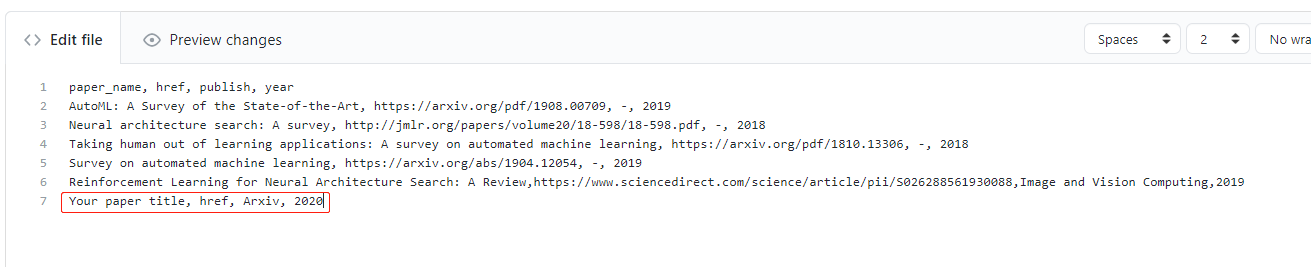 Edit file Preview changes Spaces 2 No wra
1 paper_name, href, publish, year
2 AutoML: A Survey of the State-of-the-Art, https://arxiv.org/pdf/1908.00709, -, 2019
3 Neural architecture search: A survey, http://jmlr.org/papers/volume20/18-598/18-598.pdf, -, 2018
4 Taking human out of learning applications: A survey on automated machine learning, https://arxiv.org/pdf/1810.13306, -, 2018
5 Survey on automated machine learning, https://arxiv.org/abs/1904.12054, -, 2019
6 Reinforcement Learning for Neural Architecture Search: A Review,https://www.sciencedirect.com/science/article/pii/S026288561930088,Image and Vision Computing,2019
7 Your paper title, href, Arxiv, 2020